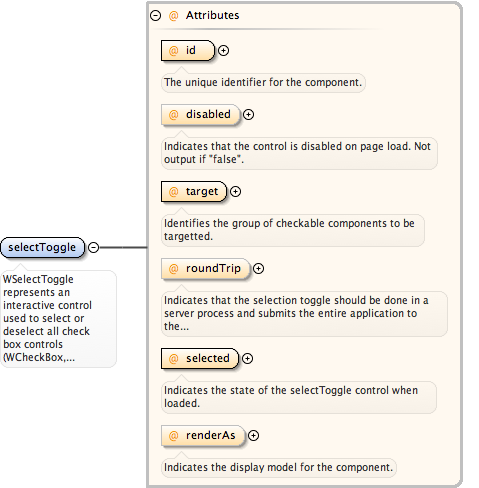 @ Attributes
@ id
The unique identifier for the component.
@ disabled
Indicates that the control is disabled on page load. Not
output if "false".
@ target
Identifies the group of checkable components to be
targetted.
selectToggle
WSelectToggle
represents an
interactive control
used to select or
deselect all check
box controls
(WCheckBox,...
@ roundTrip
Indicates that the selection toggle should be done in a
server process and submits the entire application to
the...
@ selected
Indicates the state of the selectToggle control when
loaded.
@ renderAs
Indicates the display model for the component.